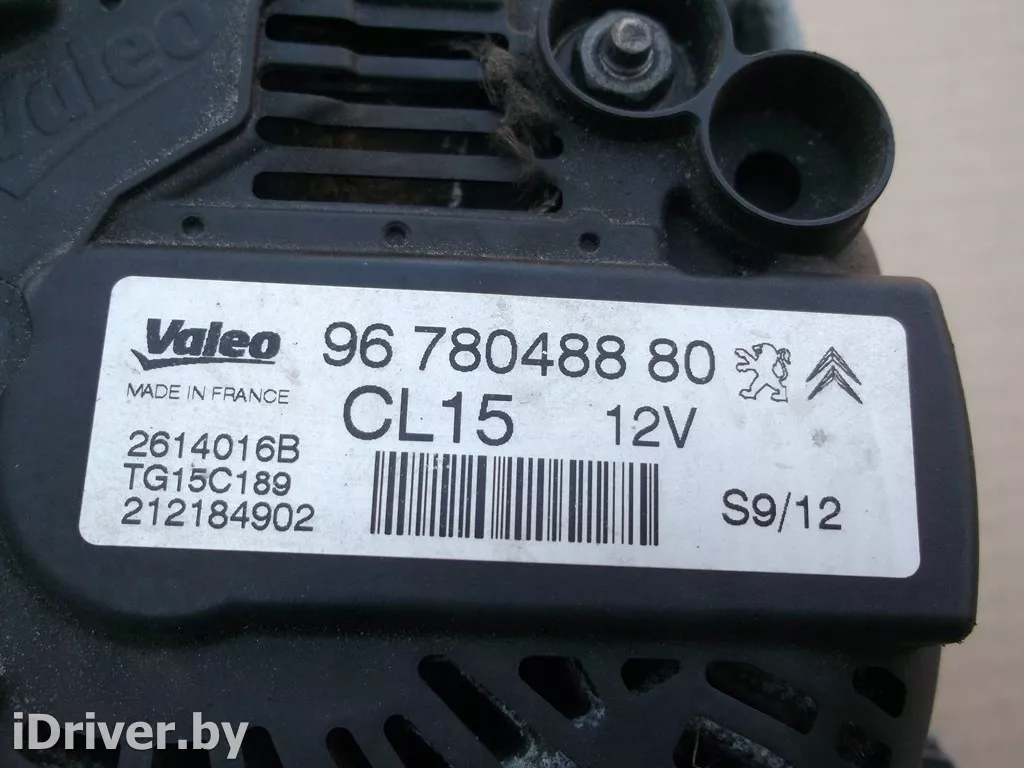 Valeo
Valeo
96 780488 80
MADE IN FRANCE
CL15
12V
2614016B
TG15C189
212184902
S9/12
iDriver.by